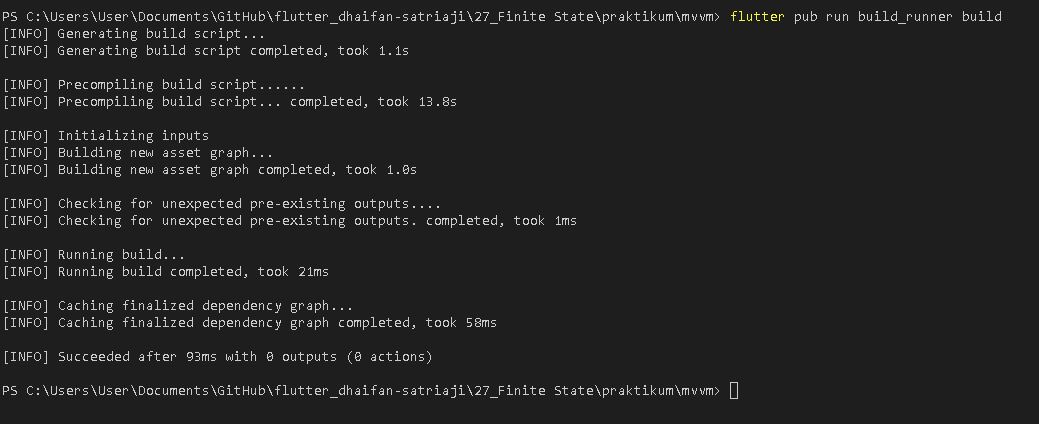 PS C:\Users\User\Documents\GitHub\flutter_dhaifan-satriaji\27_Finite State\praktikum\mvvm> flutter pub run build_runner build
[INFO] Generating build script...
[INFO] Generating build script completed, took 1.1s
[INFO] Precompiling build script......
[INFO] Precompiling build script... completed, took 13.8s
[INFO] Initializing inputs
[INFO] Building new asset graph...
[INFO] Building new asset graph completed, took 1.0s
[INFO] Checking for unexpected pre-existing outputs....
[INFO] Checking for unexpected pre-existing outputs. completed, took 1ms
[INFO] Running build...
[INFO] Running build completed, took 21ms
[INFO] Caching finalized dependency graph...
[INFO] Caching finalized dependency graph completed, took 58ms
[INFO] Succeeded after 93ms with 0 outputs (0 actions)
PS C:\Users\User\Documents\GitHub\flutter_dhaifan-satriaji\27_Finite State\praktikum\mvvm>